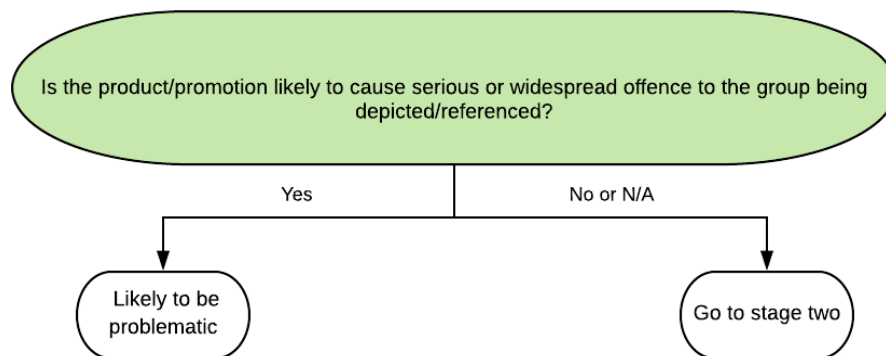 Is the product/promotion likely to cause serious or widespread offence to the group being
depicted/referenced?
Yes
No or N/A
Likely to be
problematic
Go to stage two